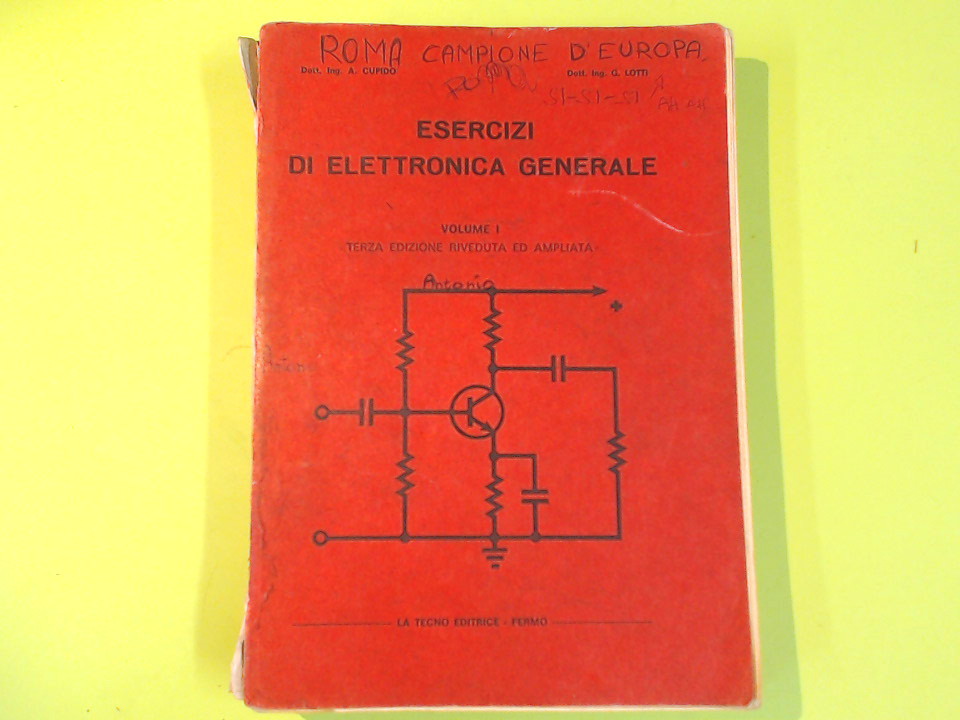 ROMA CAMPIONE D'EUROPA
Dott. Ing. A. CUPIDO
Dott. Ing. G. LOTTI
ROMA
ESERCIZI
DI ELETTRONICA GENERALE
VOLUME I
TERZA EDIZIONE RIVEDUTA ED AMPLIATA
Antonio
+
LA TECNO EDITRICE - FERMO